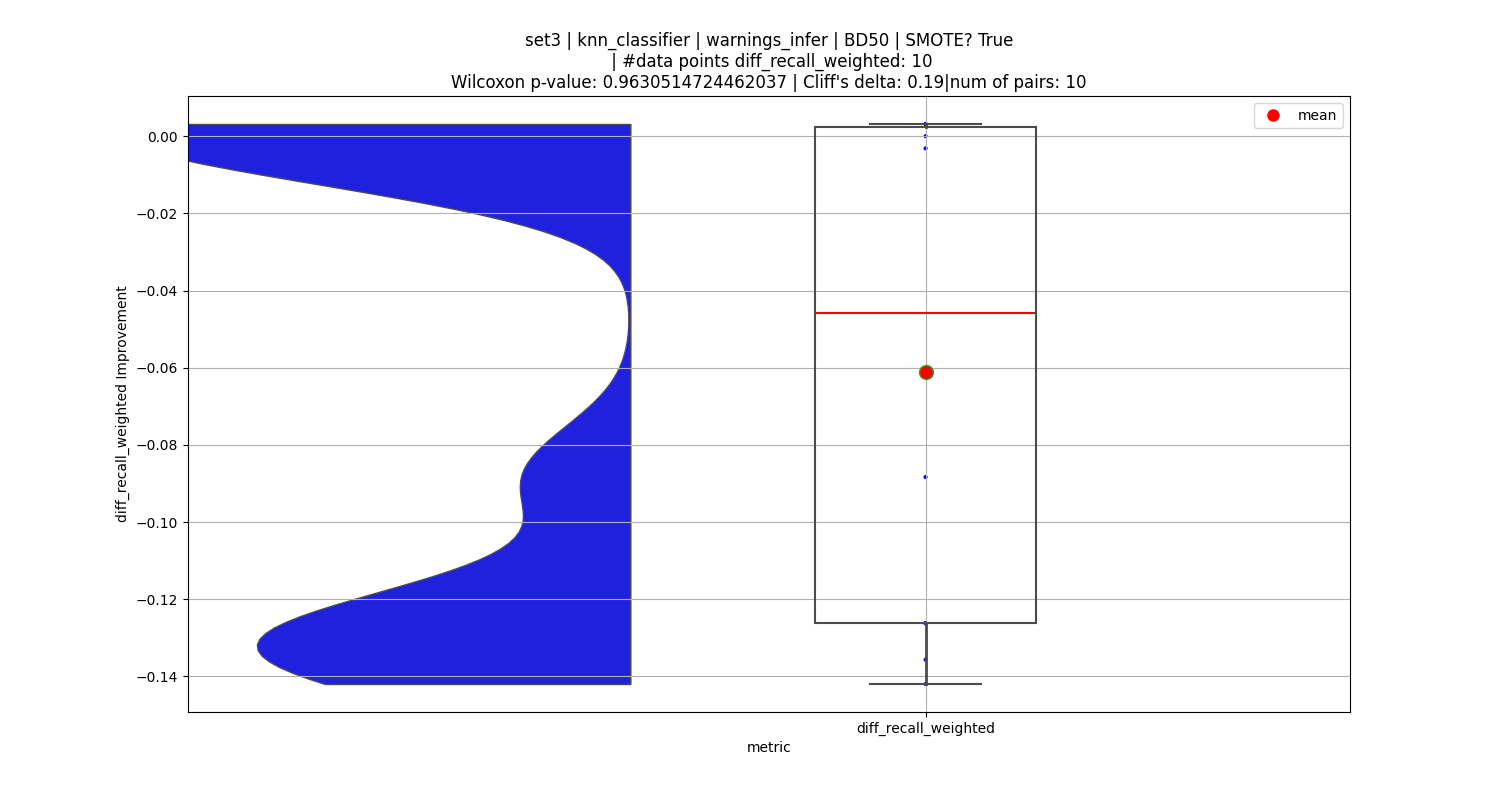 set3 | knn_classifier | warnings_infer | BD50 | SMOTE? True
| #data points diff_recall_weighted: 10
Wilcoxon p-value: 0.9630514724462037 | Cliff's delta: 0.19|num of pairs: 10
mean
0.00
−0.02
−0.04
−0.06
−0.08
−0.10
−0.12
−0.14
diff_recall_weighted Improvement
diff_recall_weighted
metric